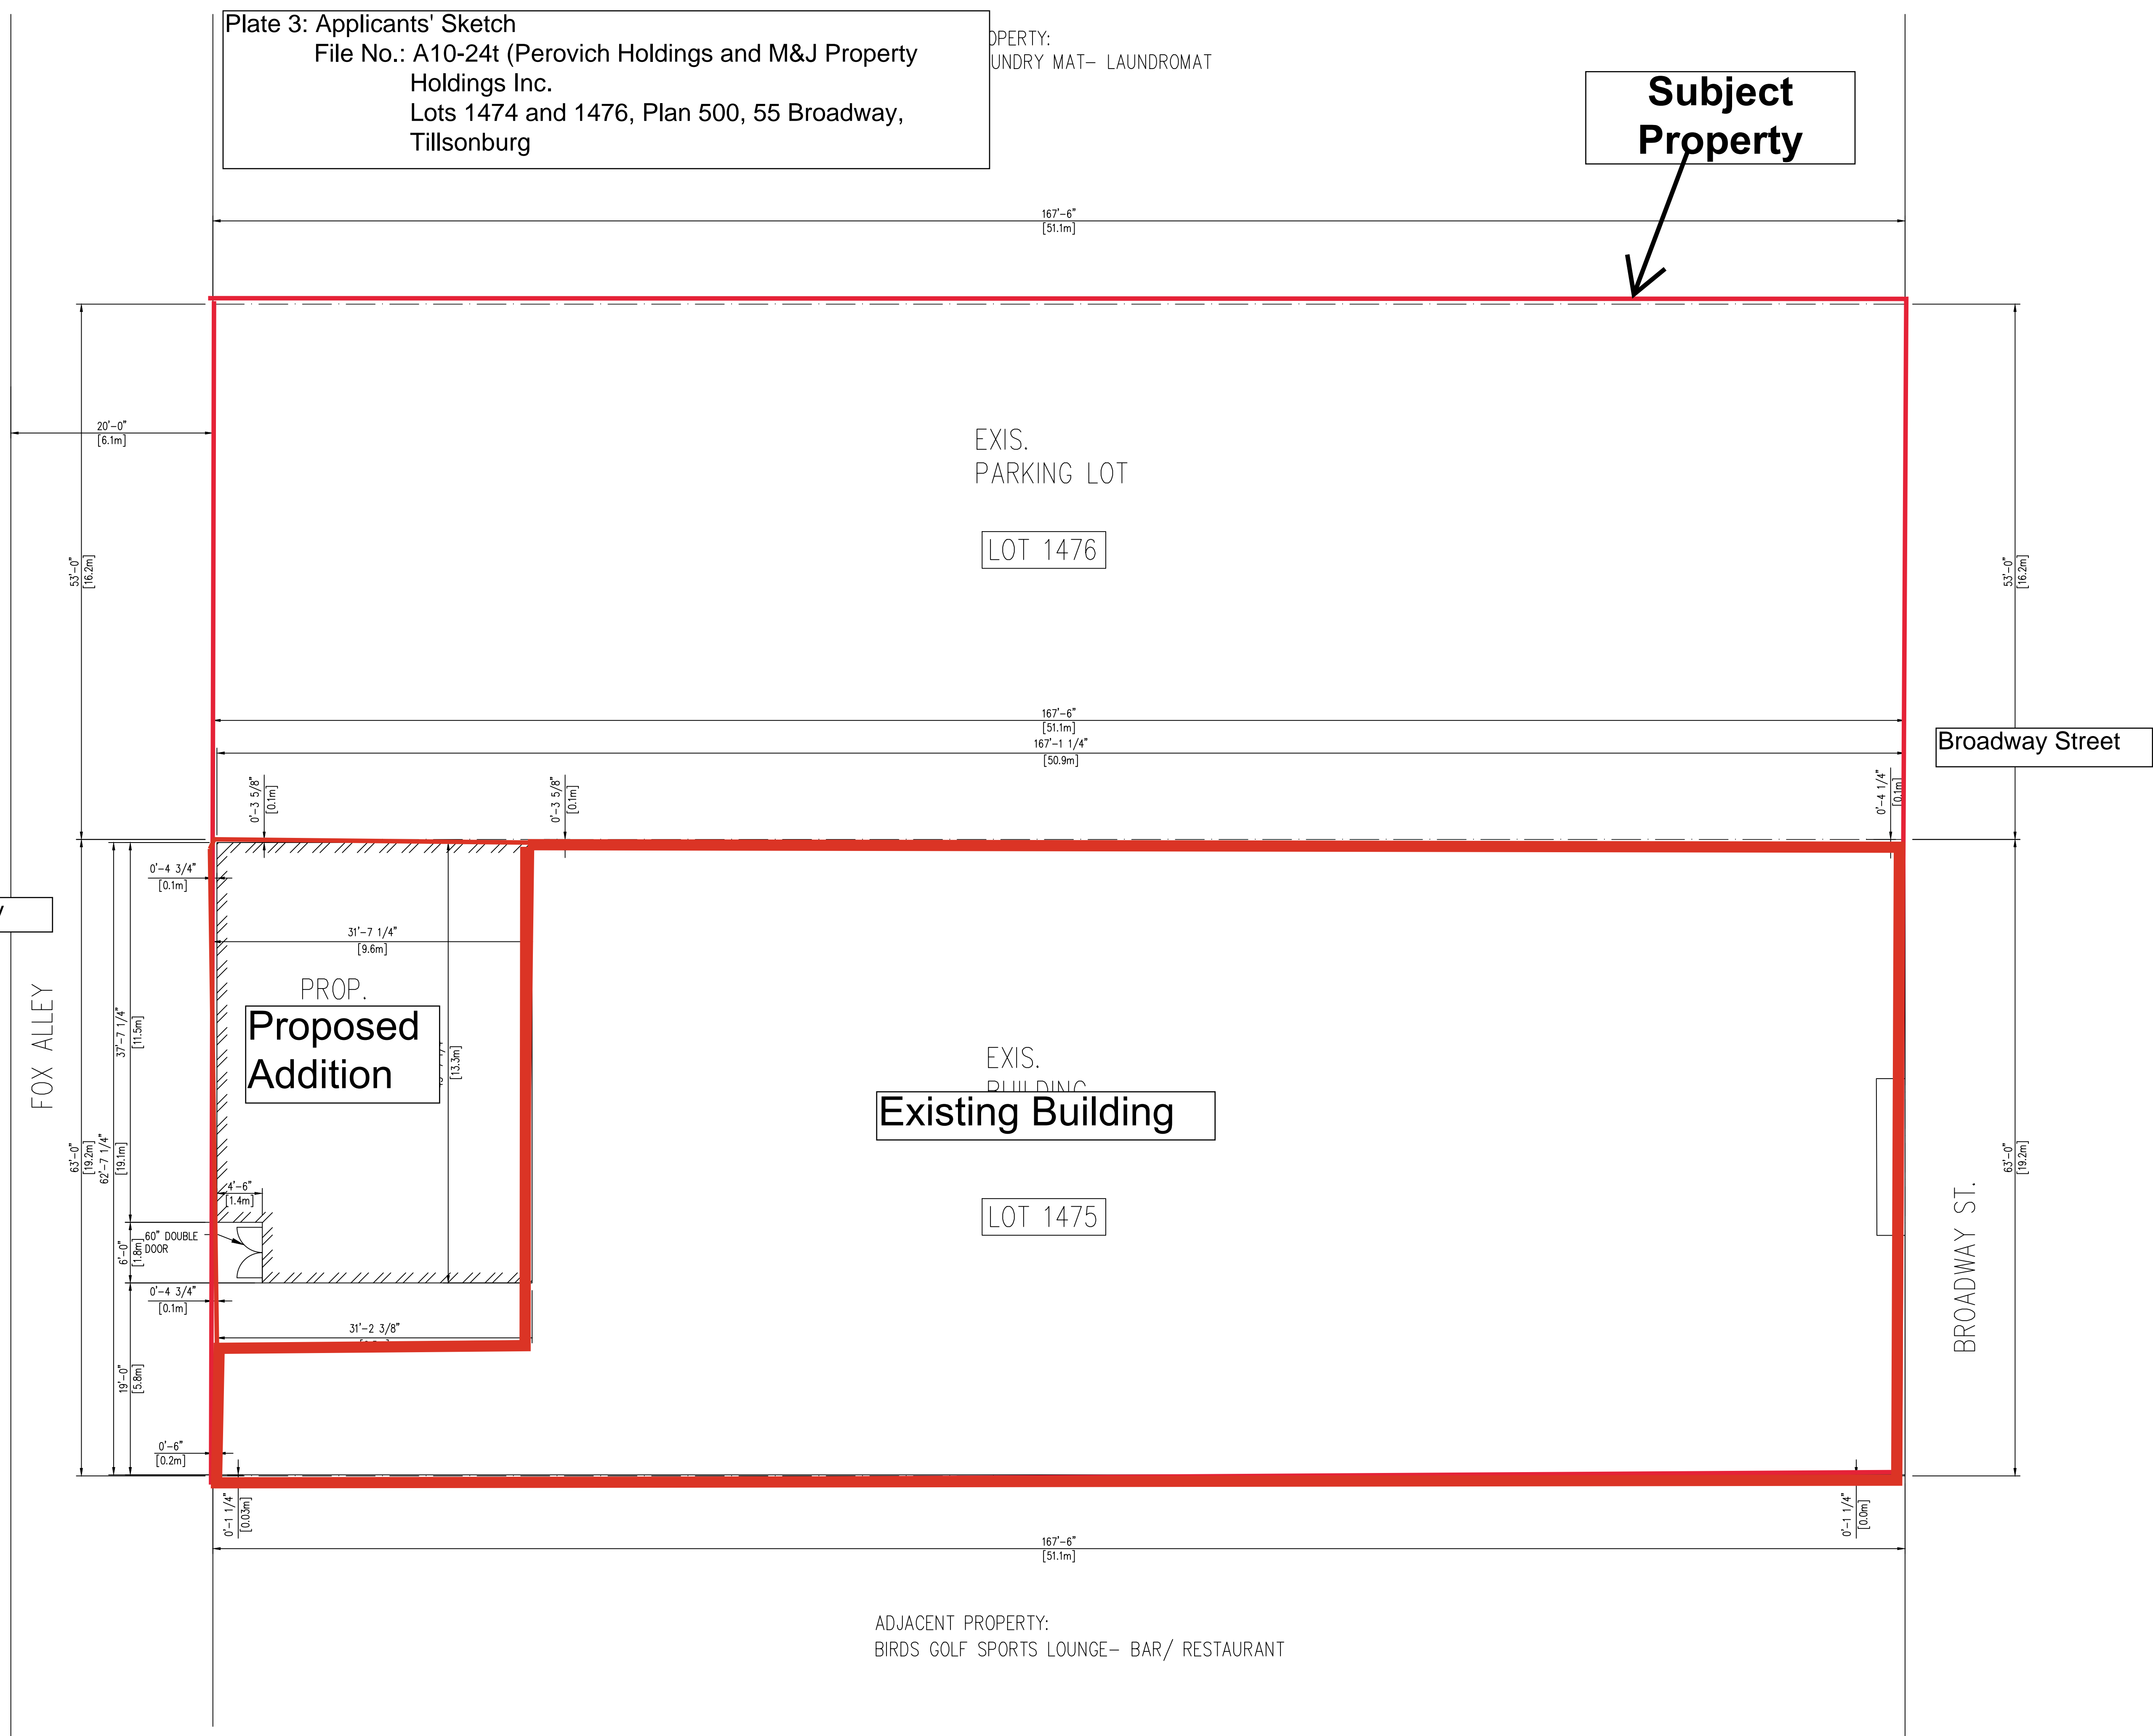 Plate 3: Applicants' Sketch
File No.: A10-24t (Perovich Holdings and M&J Property
Holdings Inc.
Lots 1474 and 1476, Plan 500, 55 Broadway,
Tillsonburg
LAUNDROMAT
MAT–
Subject
Property
167'-6"
[51.1m]
20'-0"
[6.1m]
53'-0"
[16.2m]
EXIS.
PARKING LOT
LOT 1476
53'-0"
[16.2m]
167'-6"
[51.1m]
167'-1 1/4"
[50.9m]
Broadway Street
0'-3 5/8"
[0.1m]
0'-3 5/8"
[0.1m]
0'-4 1/4"
[0.1m]
0'-4 3/4"
[0.1m]
31'-7 1/4"
[9.6m]
FOX ALLEY
PROP.
Proposed
Addition
[13.3m]
37'-7 1/4"
[11.5m]
63'-0"
[19.2m]
62'-7 1/4"
[19.1m]
EXIS.
BUILDING
Existing Building
LOT 1475
4'-6"
[1.4m]
60" DOUBLE
DOOR
6'-0"
[1.8m]
0'-4 3/4"
[0.1m]
31'-2 3/8"
19'-0"
[5.8m]
63'-0"
[19.2m]
BROADWAY ST.
0'-6"
[0.2m]
0'-1 1/4"
[0.03m]
0'-1 1/4"
[0.0m]
167'-6"
[51.1m]
ADJACENT PROPERTY:
BIRDS GOLF SPORTS LOUNGE– BAR/ RESTAURANT